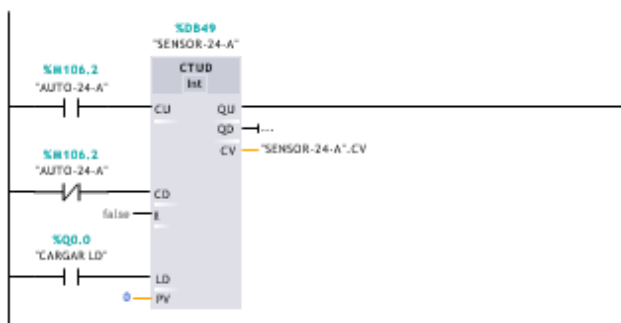 %DB49
"SENSOR-24-A"
%M106.2
"AUTO-24-A"
CTUD
Int
CU
QU
QD
...
CV
"SENSOR-24-A".CV
%M106.2
"AUTO-24-A"
CD
false
R
%Q0.0
"CARGAR LD"
LD
0
PV